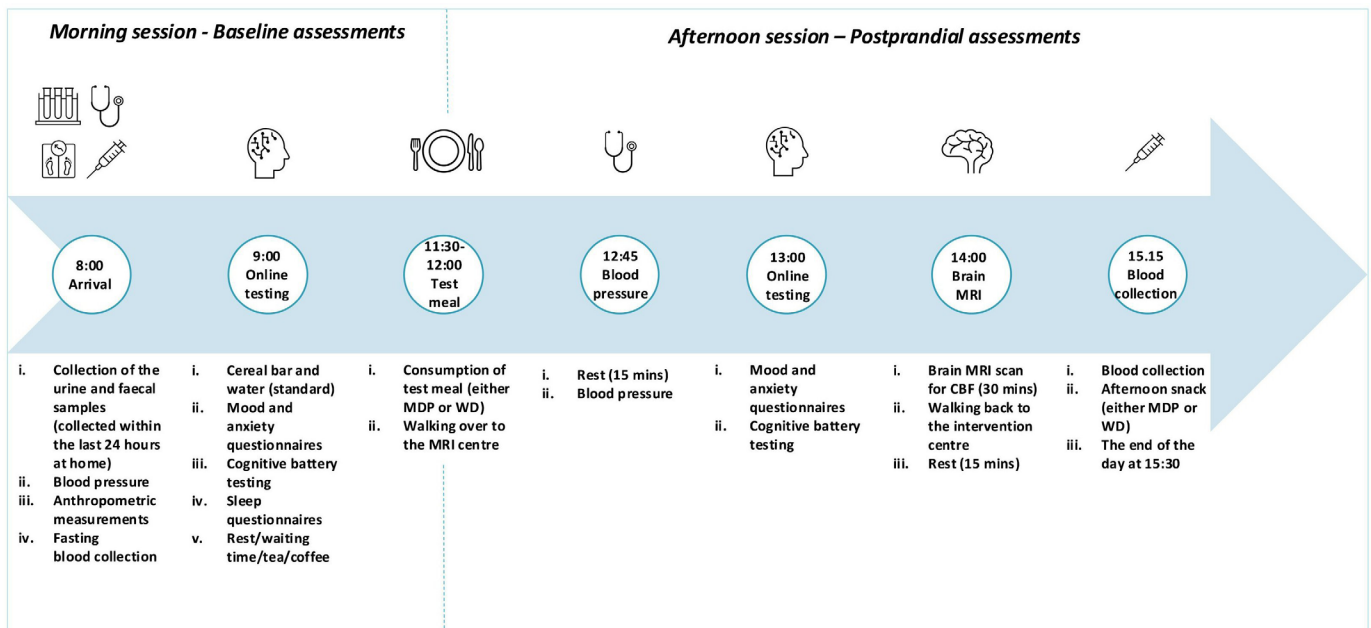 Morning session - Baseline assessments
Afternoon session – Postprandial assessments
8:00
Arrival
9:00
Online
testing
11:30-
12:00
Test
meal
12:45
Blood
pressure
13:00
Online
testing
14:00
Brain
MRI
15.15
Blood
collection
i. Collection of the
urine and faecal
samples
(collected within
the last 24 hours
at home)
ii. Blood pressure
iii. Anthropometric
measurements
iv. Fasting
blood collection
i. Cereal bar and
water (standard)
ii. Mood and
anxiety
questionnaires
iii. Cognitive battery
testing
iv. Sleep
questionnaires
v. Rest/waiting
time/tea/coffee
i. Consumption of
test meal (either
MDP or WD)
ii. Walking over to
the MRI centre
i. Rest (15 mins)
ii. Blood pressure
i. Mood and
anxiety
questionnaires
ii. Cognitive battery
testing
i. Brain MRI scan
for CBF (30 mins)
ii. Walking back to
the intervention
centre
iii. Rest (15 mins)
i. Blood collection
ii. Afternoon snack
(either MDP or
WD)
iii. The end of the
day at 15:30